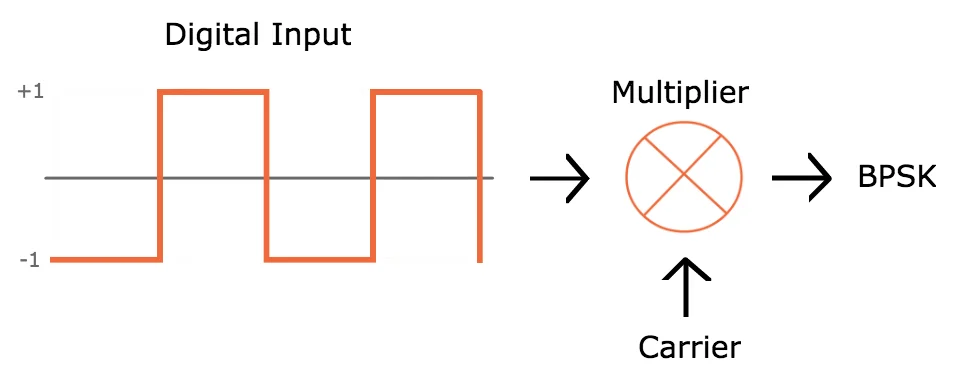 Digital Input
+1
-1
Multiplier
BPSK
Carrier